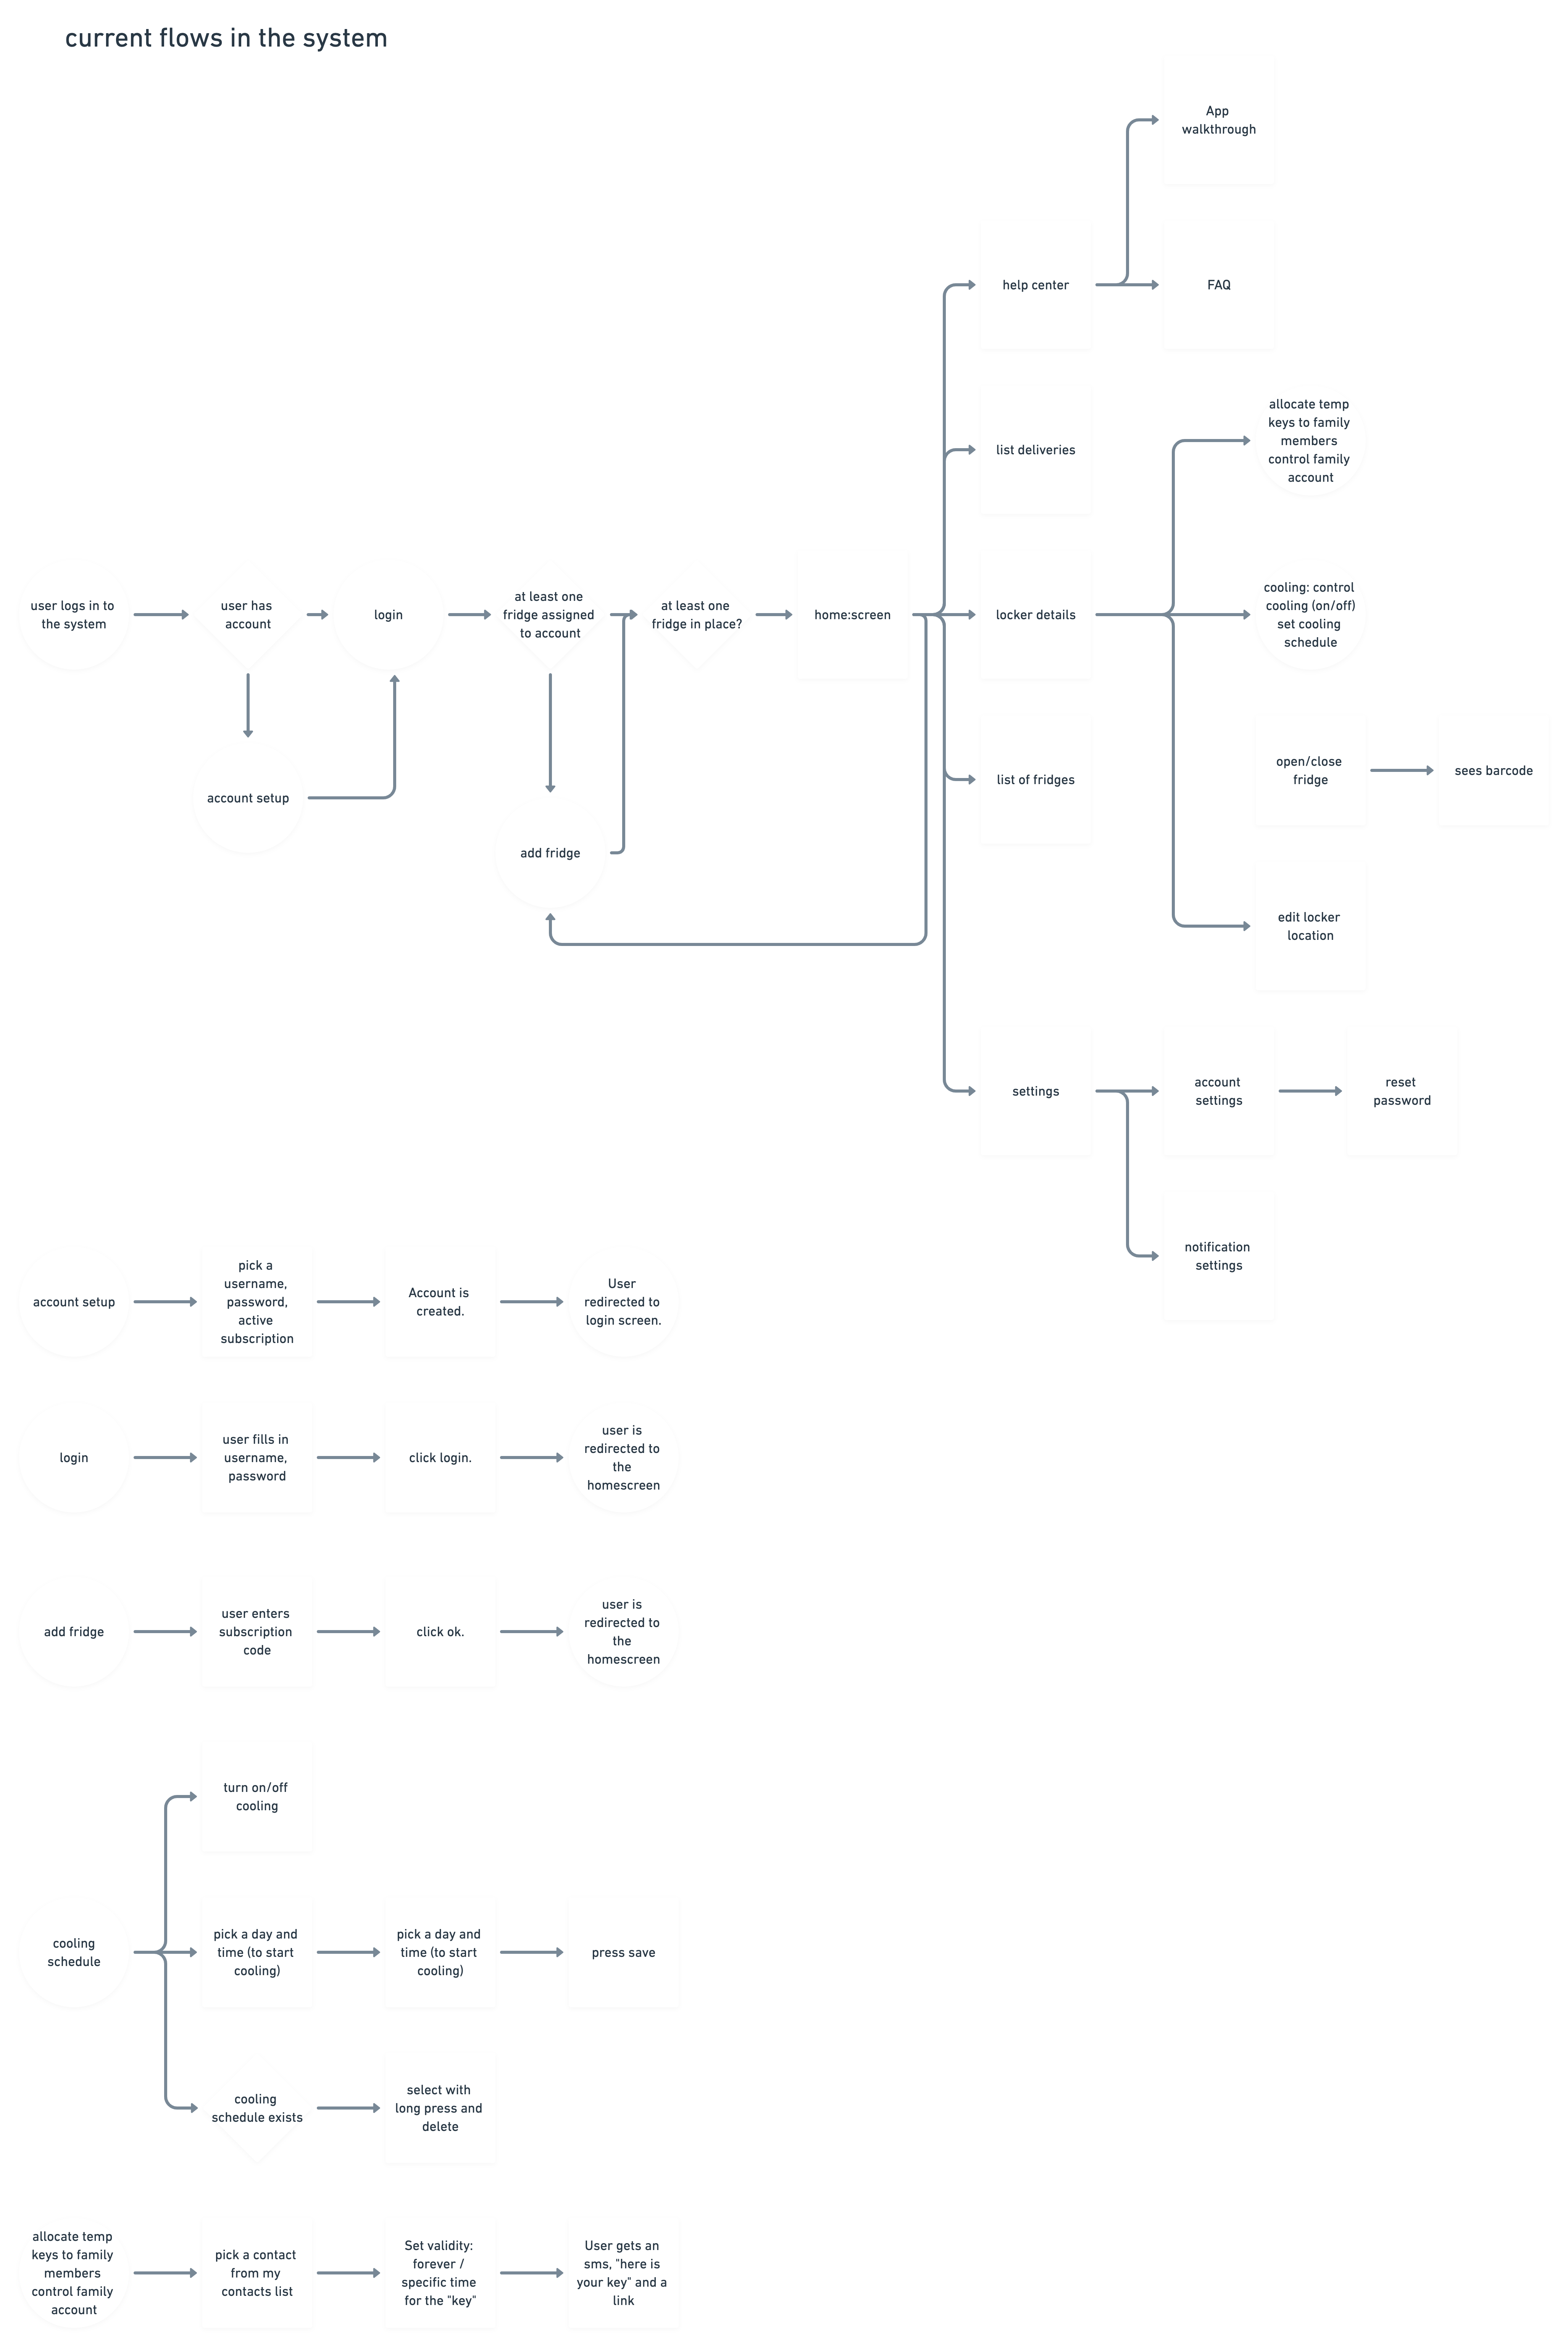 current flows in the system
App
walkthrough
help center
FAQ
allocate temp
keys to family
members
control family
account
list deliveries
user logs in to
the system
user has
account
login
at least one
fridge assigned
to account
at least one
fridge in place?
home:screen
locker details
cooling: control
cooling (on/off)
set cooling
schedule
list of fridges
open/close
fridge
sees barcode
account setup
add fridge
edit locker
location
settings
account
settings
reset
password
notification
settings
account setup
pick a
username,
password,
active
subscription
Account is
created.
User
redirected to
login screen.
login
user fills in
username,
password
click login.
user is
redirected to
the
homescreen
add fridge
user enters
subscription
code
click ok.
user is
redirected to
the
homescreen
turn on/off
cooling
cooling
schedule
pick a day and
time (to start
cooling)
pick a day and
time (to start
cooling)
press save
cooling
schedule exists
select with
long press and
delete
allocate temp
keys to family
members
control family
account
pick a contact
from my
contacts list
Set validity:
forever /
specific time
for the "key"
User gets an
sms, "here is
your key" and a
link